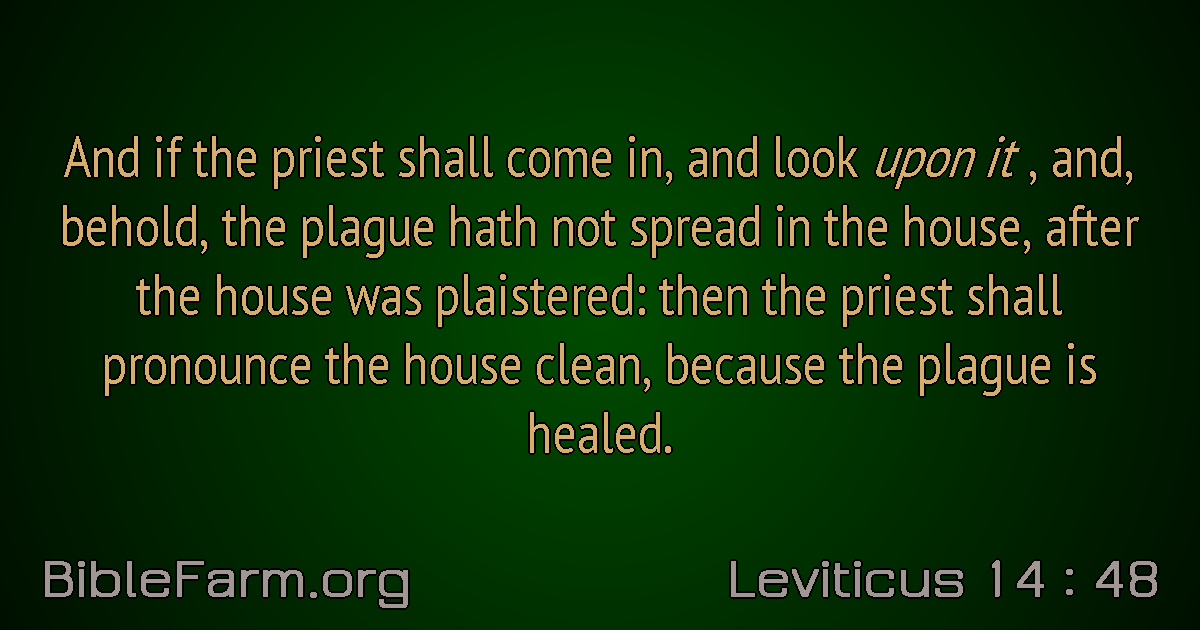 And if the priest shall come in, and look upon it , and,
behold, the plague hath not spread in the house, after
the house was plaistered: then the priest shall
pronounce the house clean, because the plague is
healed.
BibleFarm.org
Leviticus 14 : 48